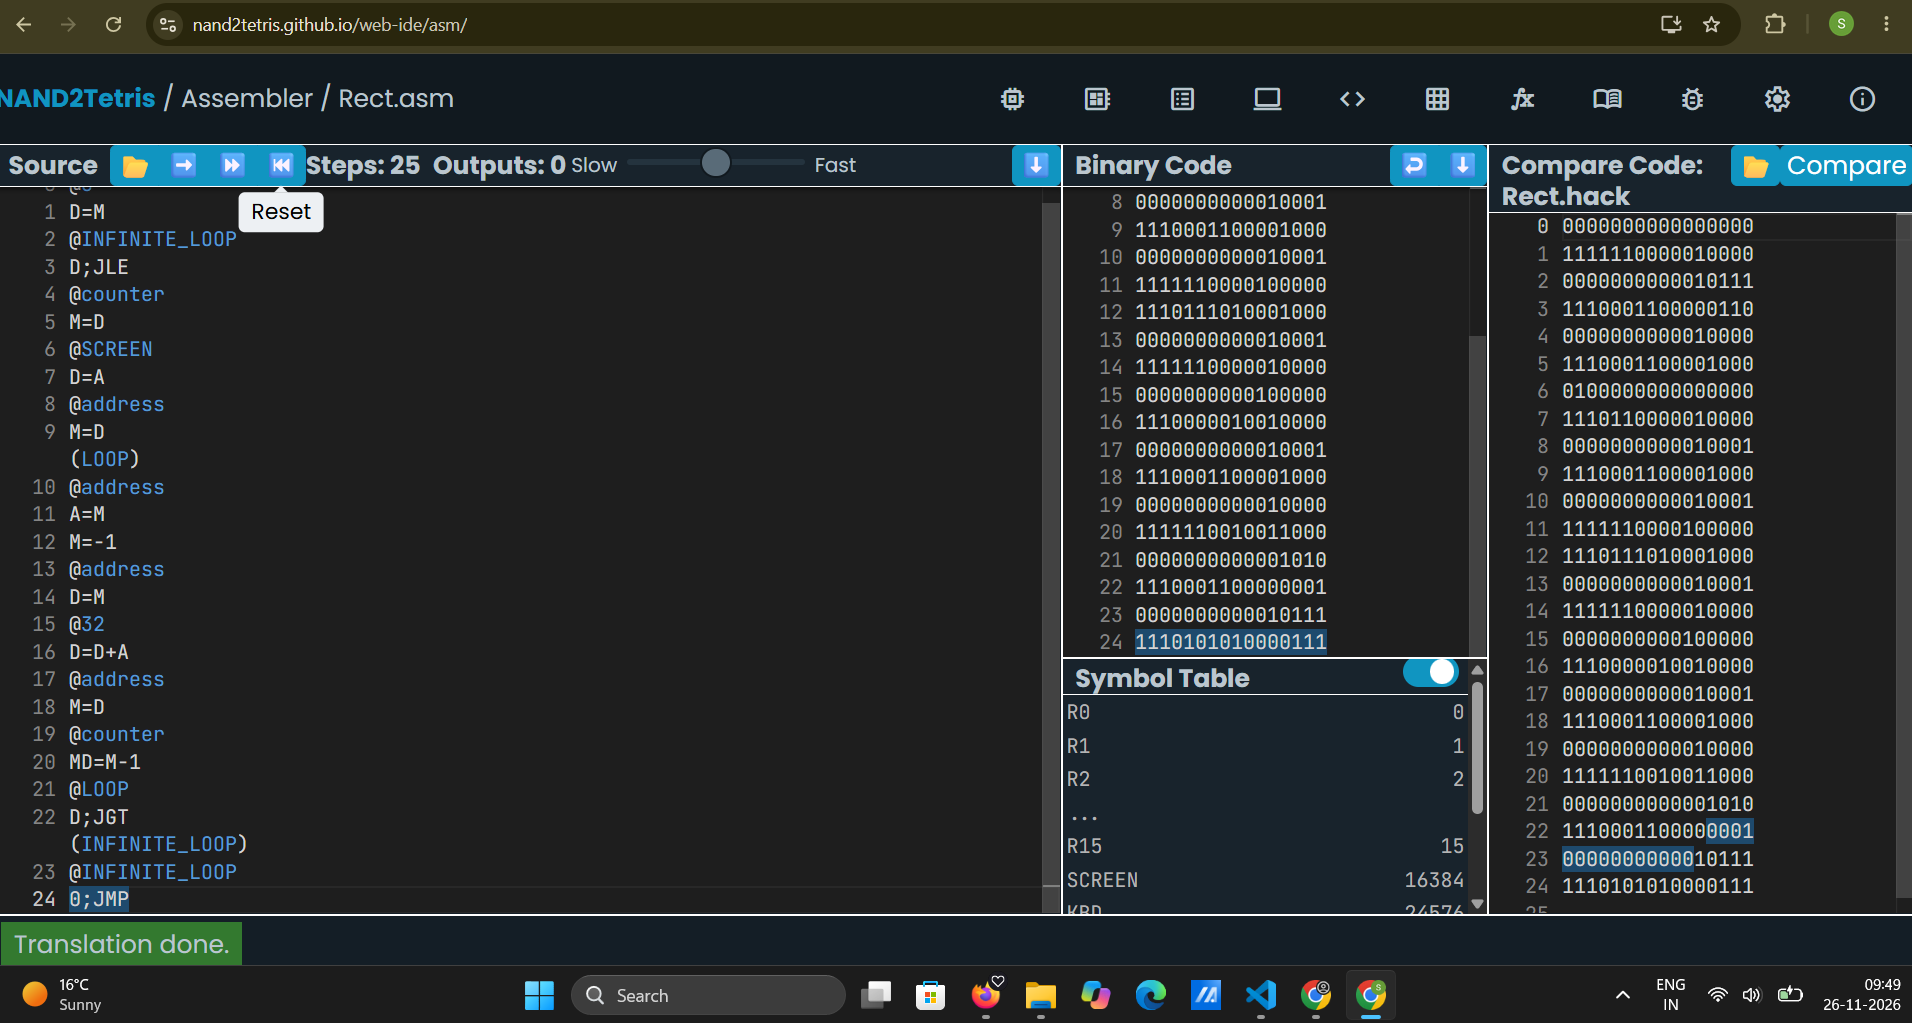 nand2tetris.github.io/web-ide/asm/
S
NAND2Tetris / Assembler / Rect.asm
Source
Steps: 25 Outputs: 0 Slow
Fast
Reset
1 D=M
2 @INFINITE_LOOP
3 D;JLE
4 @counter
5 M=D
6 @SCREEN
7 D=A
8 @address
9 M=D
(LOOP)
10 @address
11 A=M
12 M=-1
13 @address
14 D=M
15 @32
16 D=D+A
17 @address
18 M=D
19 @counter
20 MD=M-1
21 @LOOP
22 D;JGT
(INFINITE_LOOP)
23 @INFINITE_LOOP
24 0;JMP
Binary Code
8 0000000000010001
9 1110001100001000
10 0000000000010001
11 1111110000100000
12 1110111010001000
13 0000000000010001
14 1111110000010000
15 0000000000100000
16 1110000010010000
17 0000000000010001
18 1110001100001000
19 0000000000010000
20 1111110010011000
21 0000000000001010
22 1110001100000001
23 0000000000010111
24 1110101010000111
Symbol Table
R0 0
R1 1
R2 2
...
R15 15
SCREEN 16384
KBD 24576
Compare Code:
Rect.hack
Compare
0 0000000000000000
1 1111110000010000
2 0000000000010111
3 1110001100000110
4 0000000000010000
5 1110001100001000
6 0100000000000000
7 1110110000010000
8 0000000000010001
9 1110001100001000
10 0000000000010001
11 1111110000100000
12 1110111010001000
13 0000000000010001
14 1111110000010000
15 0000000000100000
16 1110000010010000
17 0000000000010001
18 1110001100001000
19 0000000000010000
20 1111110010011000
21 0000000000001010
22 1110001100000001
23 0000000000010111
24 1110101010000111
25
Translation done.
16°C
Sunny
Search
ENG
IN
09:49
26-11-2026